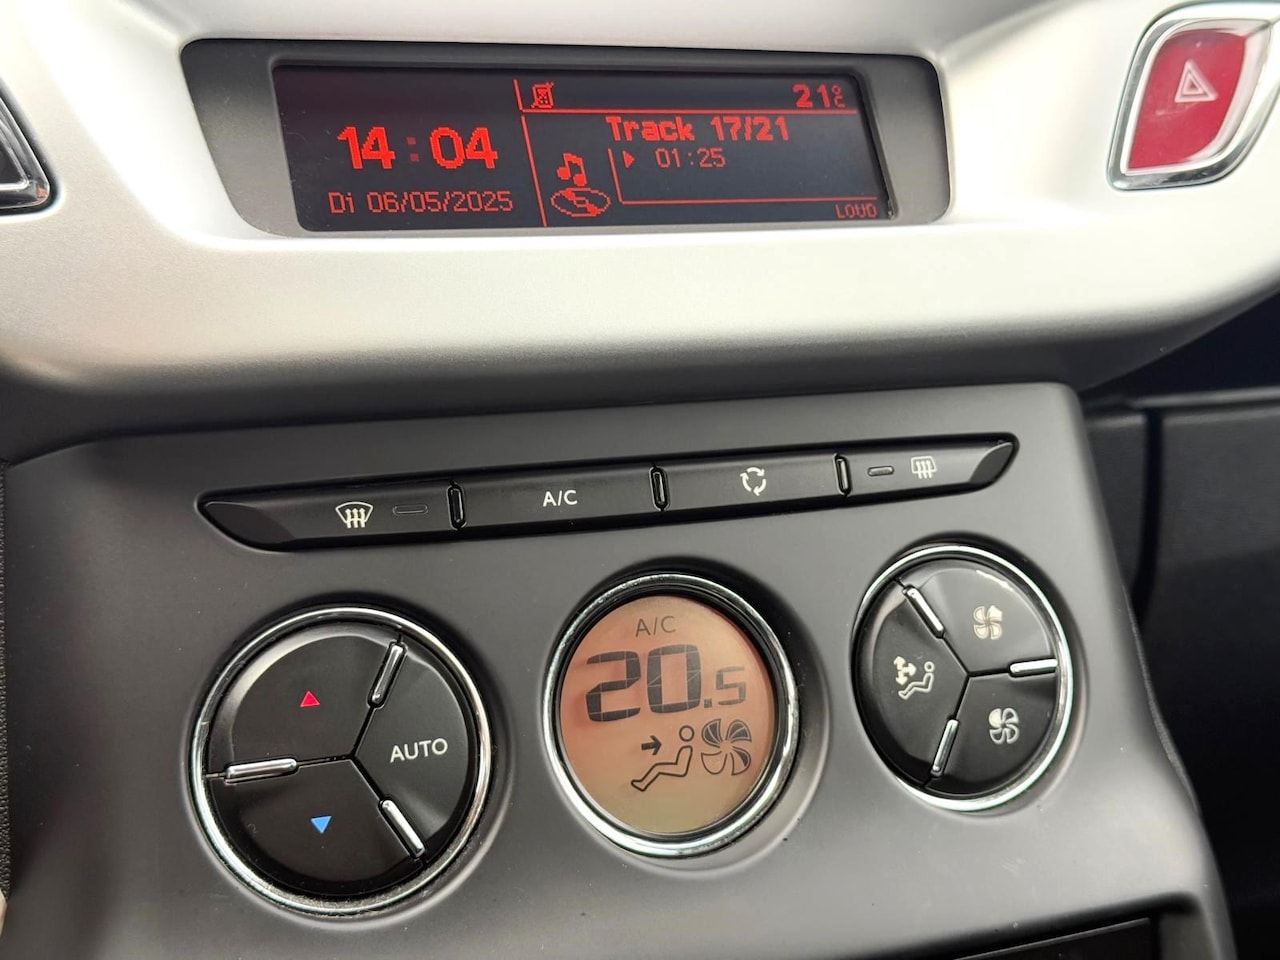 21°C
14:04
Track 17/21
01:25
Di 06/05/2025
LOUD
A/C
A/C
20.5
AUTO